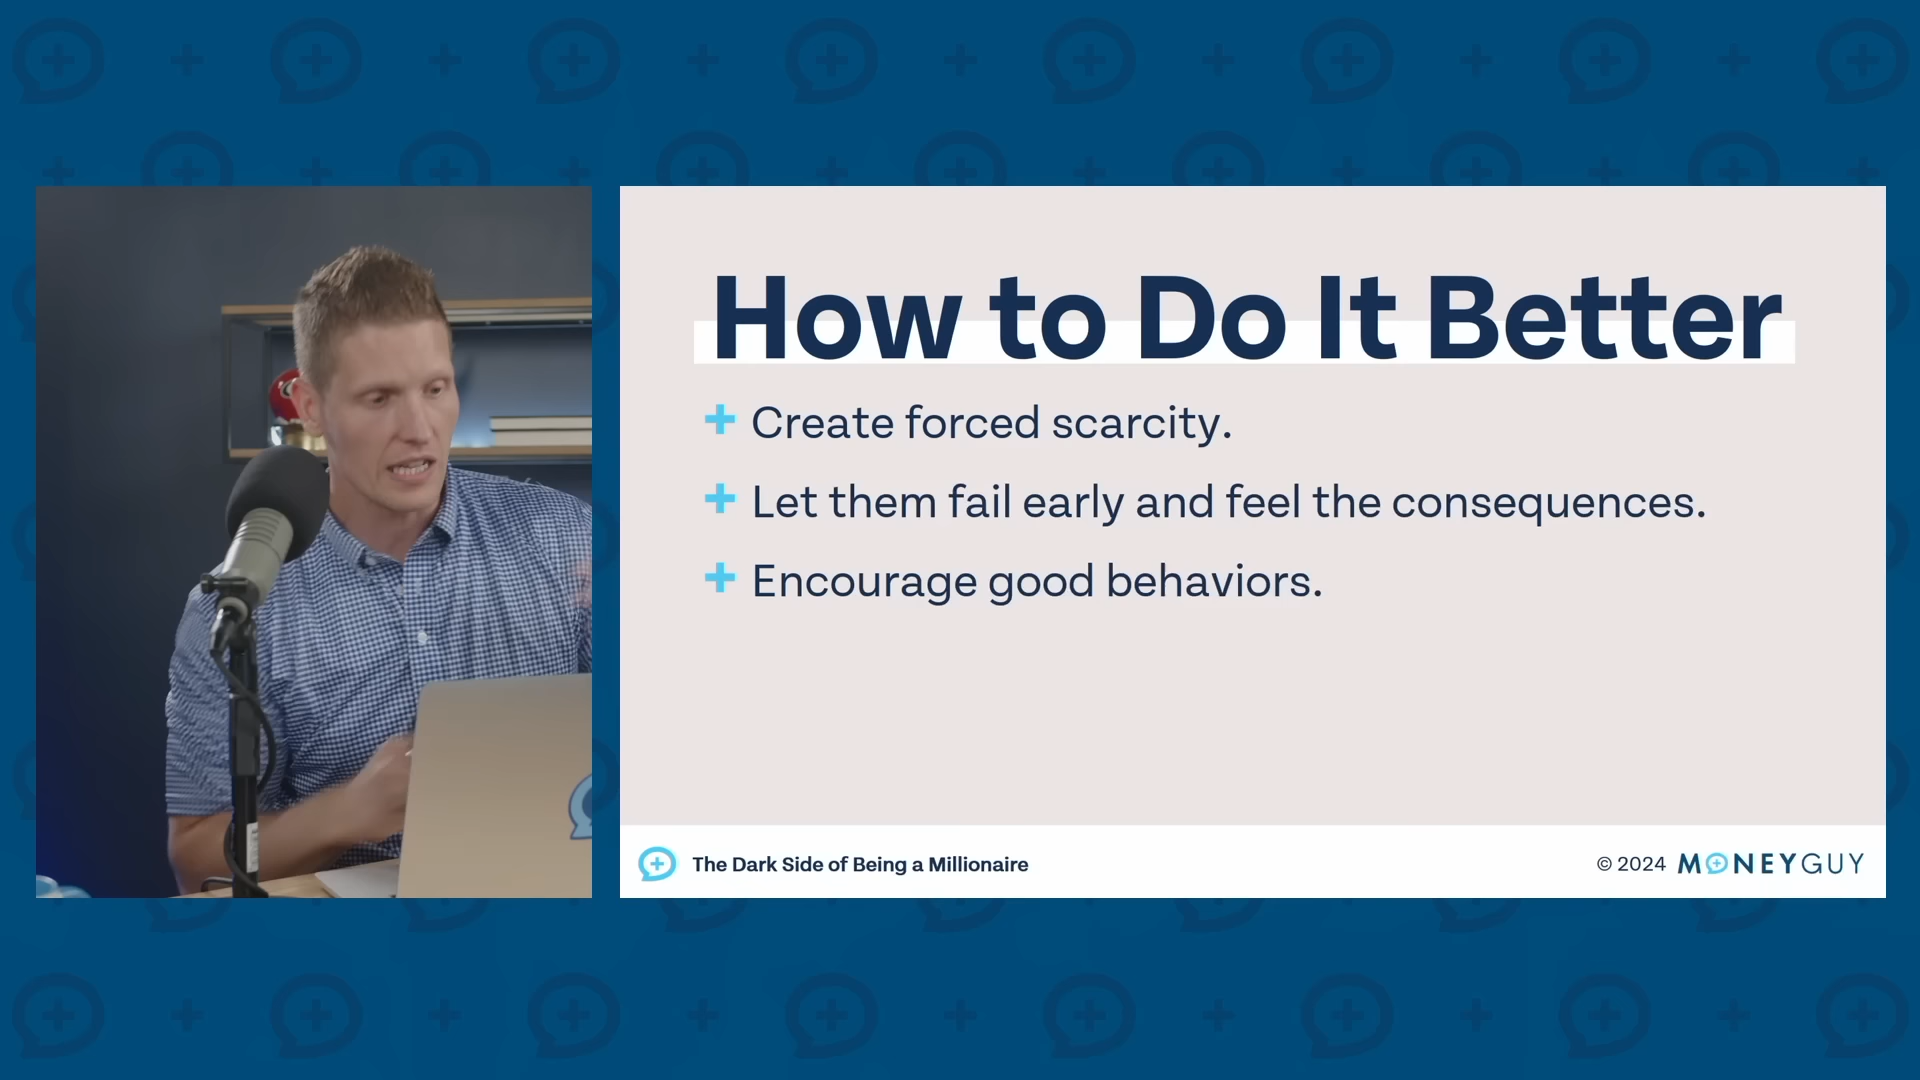 How to Do It Better
Create forced scarcity.
Let them fail early and feel the consequences.
Encourage good behaviors.
The Dark Side of Being a Millionaire
© 2024 MONEYGUY